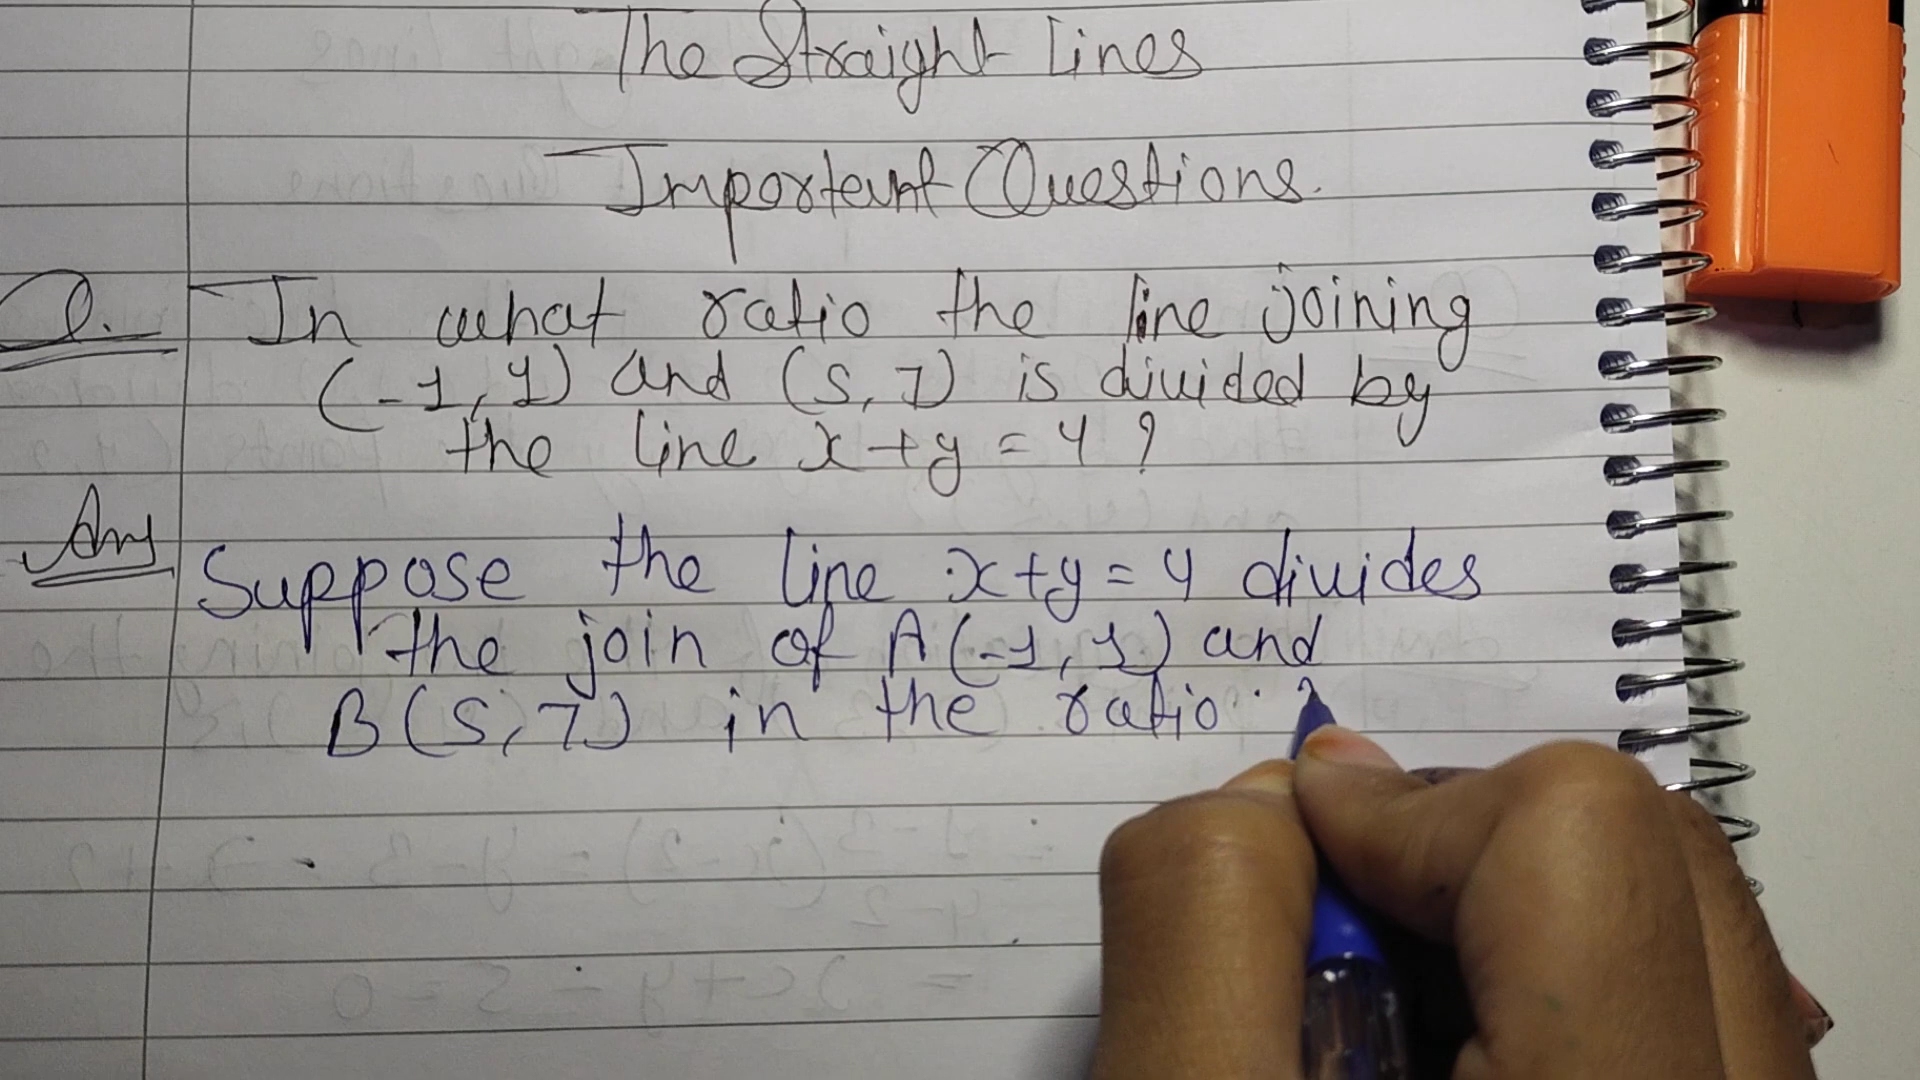 The Straight Lines
Important Questions.
Q. In what ratio the line joining
(-1, 1) and (5, 7) is divided by
the line x+y = 4 ?
Ans Suppose the line x+y = 4 divides
the join of A(-1, 1) and
B(5, 7) in the ratio